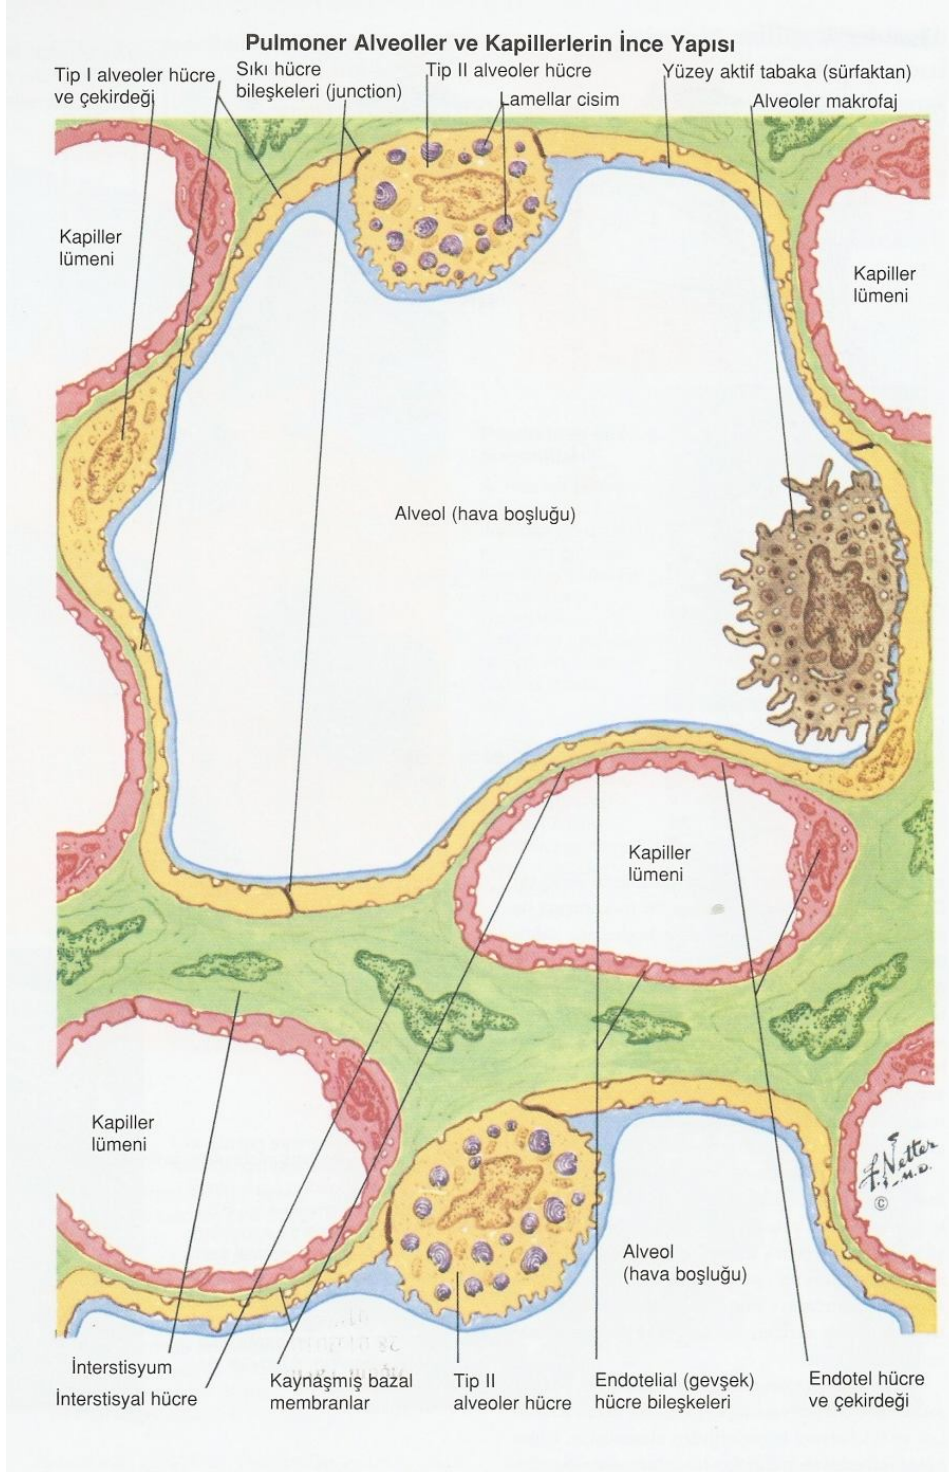 Pulmoner Alveoller ve Kapillerlerin İnce Yapısı
Tip I alveoler hücre
ve çekirdeği
Sıkı hücre
bileşkeleri (junction)
Tip II alveoler hücre
Lamellar cisim
Yüzey aktif tabaka (sürfaktan)
Alveoler makrofaj
Kapiller
lümeni
Kapiller
lümeni
Alveol (hava boşluğu)
Kapiller
lümeni
Kapiller
lümeni
F. Netter
M.D.
©
Alveol
(hava boşluğu)
İnterstisyum
İnterstisyal hücre
Kaynaşmış bazal
membranlar
Tip II
alveoler hücre
Endotelial (gevşek)
hücre bileşkeleri
Endotel hücre
ve çekirdeği